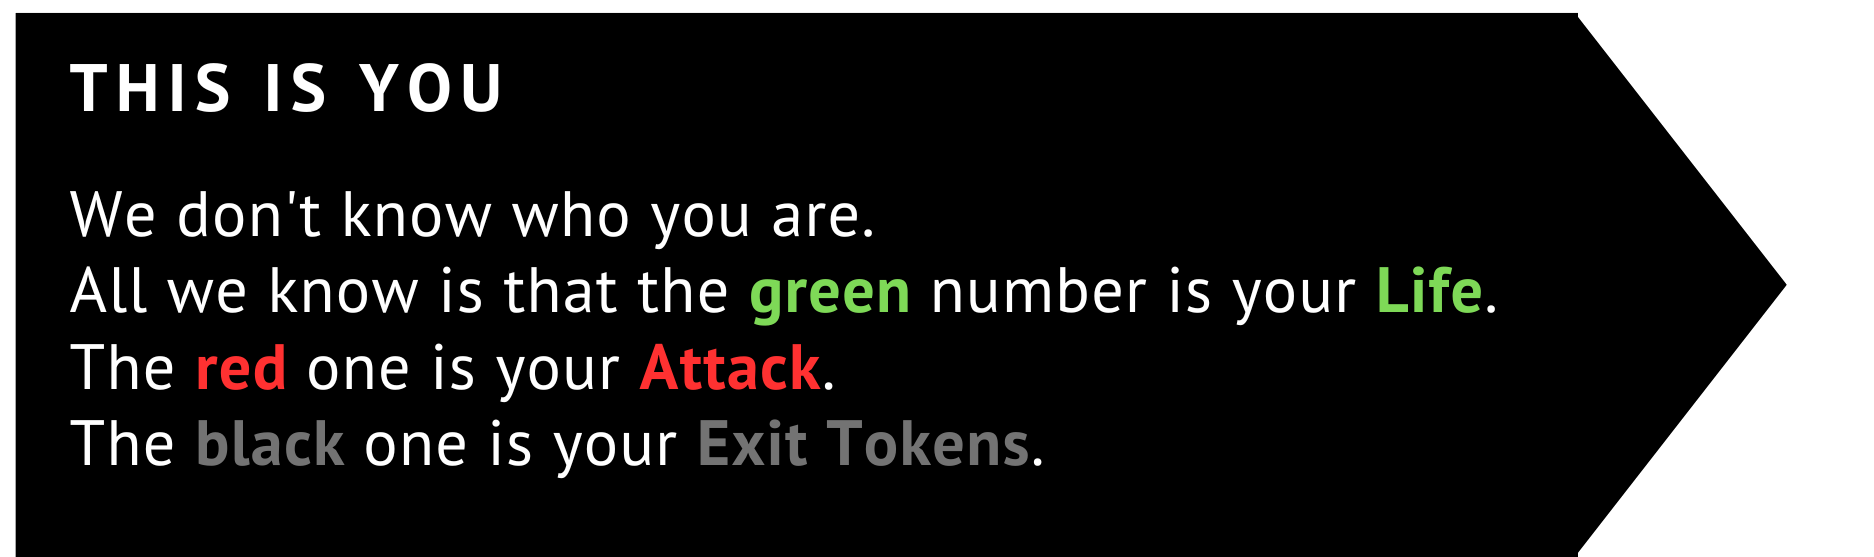 THIS IS YOU
We don't know who you are.
All we know is that the green number is your Life.
The red one is your Attack.
The black one is your Exit Tokens.